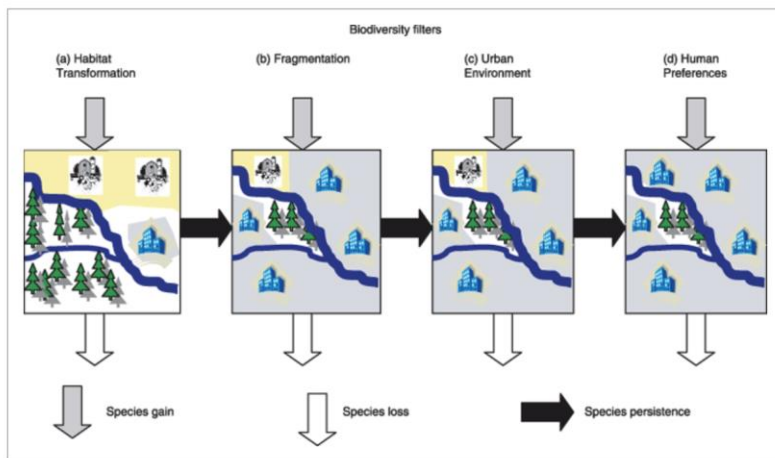 Biodiversity filters
(a) Habitat
Transformation
(b) Fragmentation
(c) Urban
Environment
(d) Human
Preferences
Species gain
Species loss
Species persistence